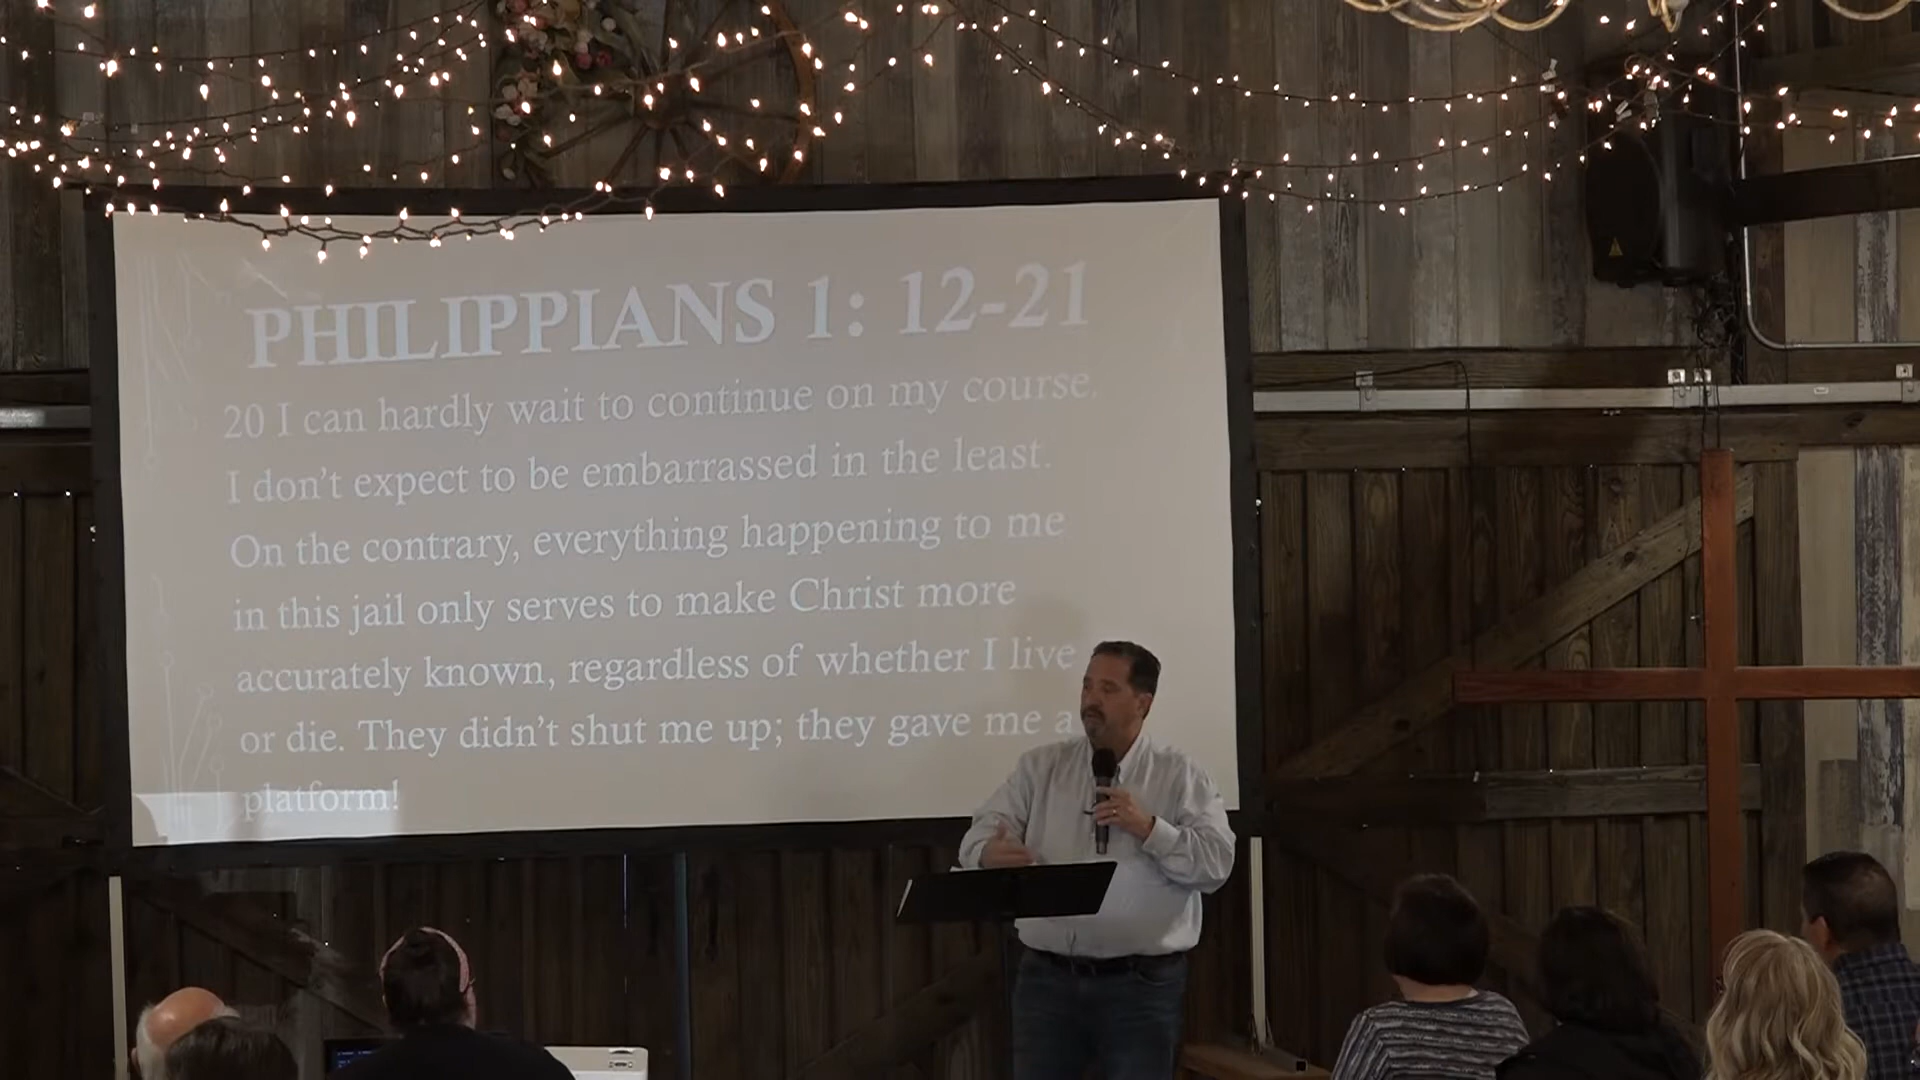 PHILIPPIANS 1: 12-21
20 I can hardly wait to continue on my course.
I don't expect to be embarrassed in the least.
On the contrary, everything happening to me
in this jail only serves to make Christ more
accurately known, regardless of whether I live
or die. They didn't shut me up; they gave me a
platform!